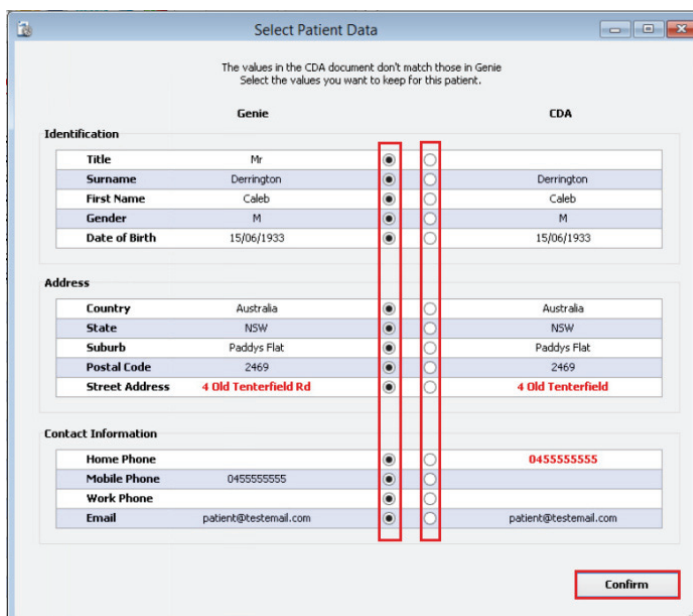 Select Patient Data
The values in the CDA document don't match those in Genie
Select the values you want to keep for this patient.
Genie CDA
Identification
Title Mr
Surname Derrington Derrington
First Name Caleb Caleb
Gender M M
Date of Birth 15/06/1933 15/06/1933
Address
Country Australia Australia
State NSW NSW
Suburb Paddys Flat Paddys Flat
Postal Code 2469 2469
Street Address 4 Old Tenterfield Rd 4 Old Tenterfield
Contact Information
Home Phone 0455555555
Mobile Phone 0455555555
Work Phone
Email patient@testemail.com patient@testemail.com
Confirm